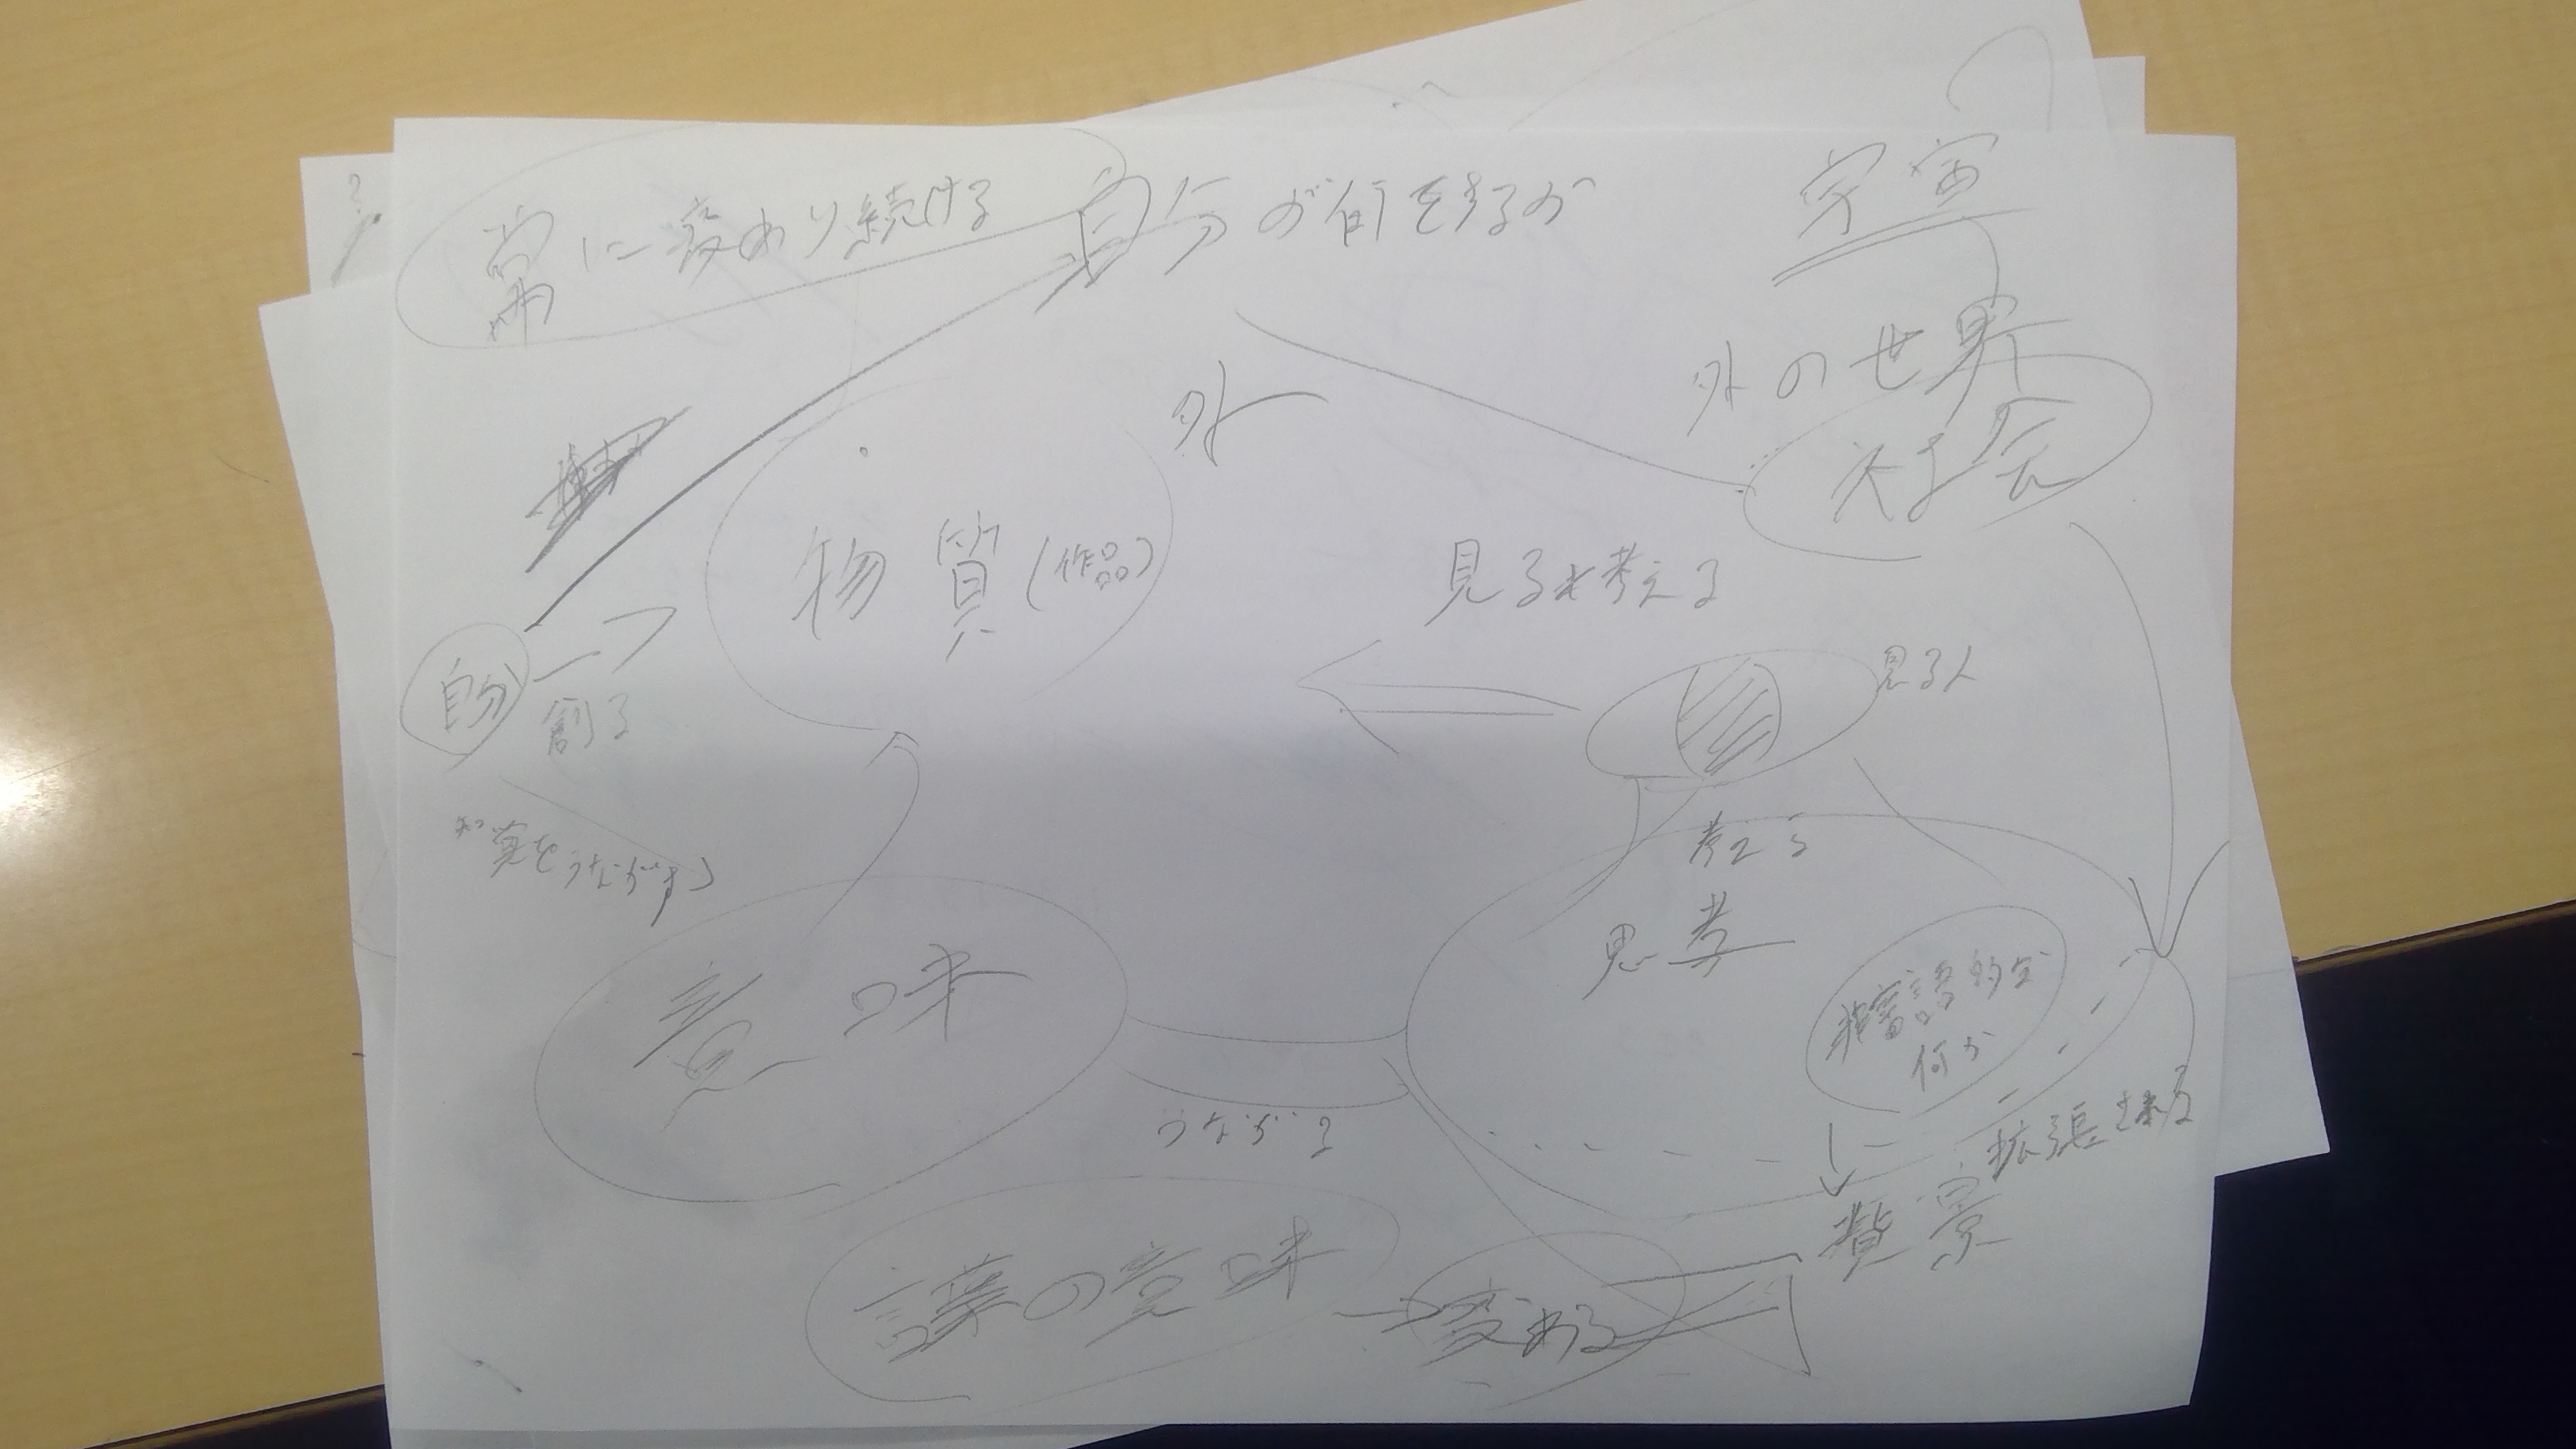 常に変わり続ける
自分が何をするか
宇宙
外の世界
社会
外
物質(作品)
見る≠考える
自分
創る
見る人
知覚をうながす
考える
思考
意味
非言語的な
何か
うながす
拡張される
背景
言葉の意味
変わる